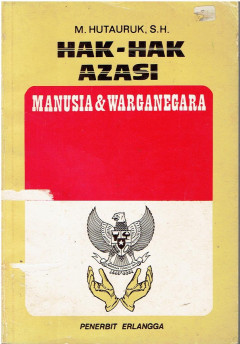 M. HUTAURUK, S.H.
HAK-HAK
AZASI
MANUSIA & WARGANEGARA
PENERBIT ERLANGGA